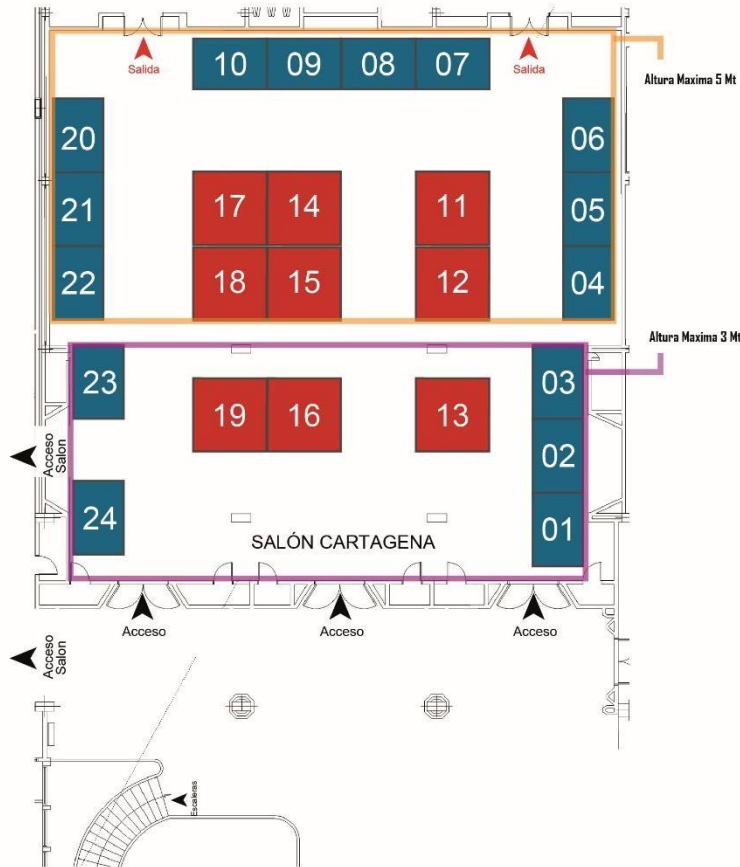 Salida
10 09 08 07
Salida
Altura Maxima 5 Mt
20
06
17 14 11
21
05
18 15 12
22
04
Altura Maxima 3 Mt
23
03
19 16 13
Acceso
Salon
02
24
01
SALÓN CARTAGENA
Acceso
Acceso
Acceso
Acceso
Salon
Escaleras